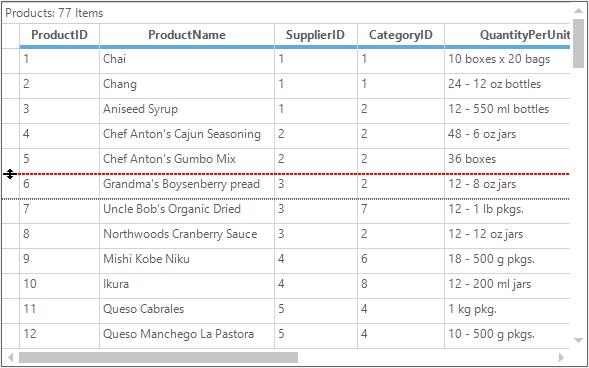 Products: 77 Items
ProductID ProductName SupplierID CategoryID QuantityPerUnit
1 Chai 1 1 10 boxes x 20 bags
2 Chang 1 1 24 - 12 oz bottles
3 Aniseed Syrup 1 2 12 - 550 ml bottles
4 Chef Anton's Cajun Seasoning 2 2 48 - 6 oz jars
5 Chef Anton's Gumbo Mix 2 2 36 boxes
6 Grandma's Boysenberry pread 3 2 12 - 8 oz jars
7 Uncle Bob's Organic Dried 3 7 12 - 1 lb pkgs.
8 Northwoods Cranberry Sauce 3 2 12 - 12 oz jars
9 Mishi Kobe Niku 4 6 18 - 500 g pkgs.
10 Ikura 4 8 12 - 200 ml jars
11 Queso Cabrales 5 4 1 kg pkg.
12 Queso Manchego La Pastora 5 4 10 - 500 g pkgs.